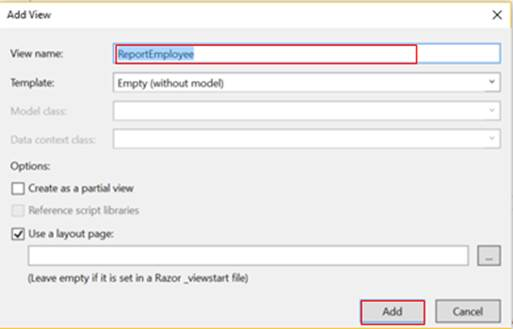 Add View
View name: ReportEmployee
Template: Empty (without model)
Model class:
Data context class:
Options:
Create as a partial view
Reference script libraries
Use a layout page:
...
(Leave empty if it is set in a Razor _viewstart file)
Add Cancel